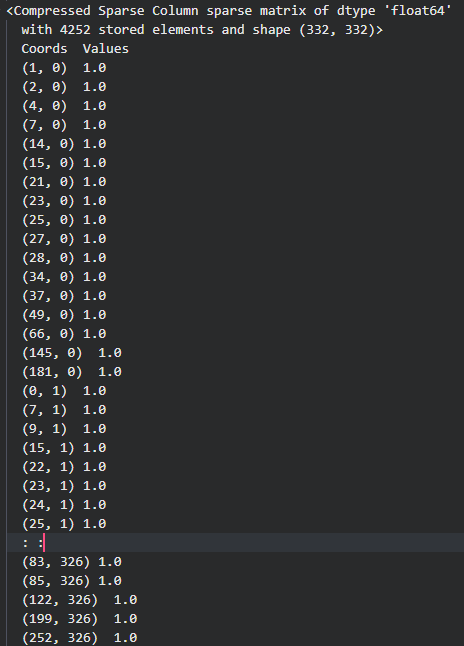 <Compressed Sparse Column sparse matrix of dtype 'float64'
with 4252 stored elements and shape (332, 332)>
Coords Values
(1, 0) 1.0
(2, 0) 1.0
(4, 0) 1.0
(7, 0) 1.0
(14, 0) 1.0
(15, 0) 1.0
(21, 0) 1.0
(23, 0) 1.0
(25, 0) 1.0
(27, 0) 1.0
(28, 0) 1.0
(34, 0) 1.0
(37, 0) 1.0
(49, 0) 1.0
(66, 0) 1.0
(145, 0) 1.0
(181, 0) 1.0
(0, 1) 1.0
(7, 1) 1.0
(9, 1) 1.0
(15, 1) 1.0
(22, 1) 1.0
(23, 1) 1.0
(24, 1) 1.0
(25, 1) 1.0
: :
(83, 326) 1.0
(85, 326) 1.0
(122, 326) 1.0
(199, 326) 1.0
(252, 326) 1.0